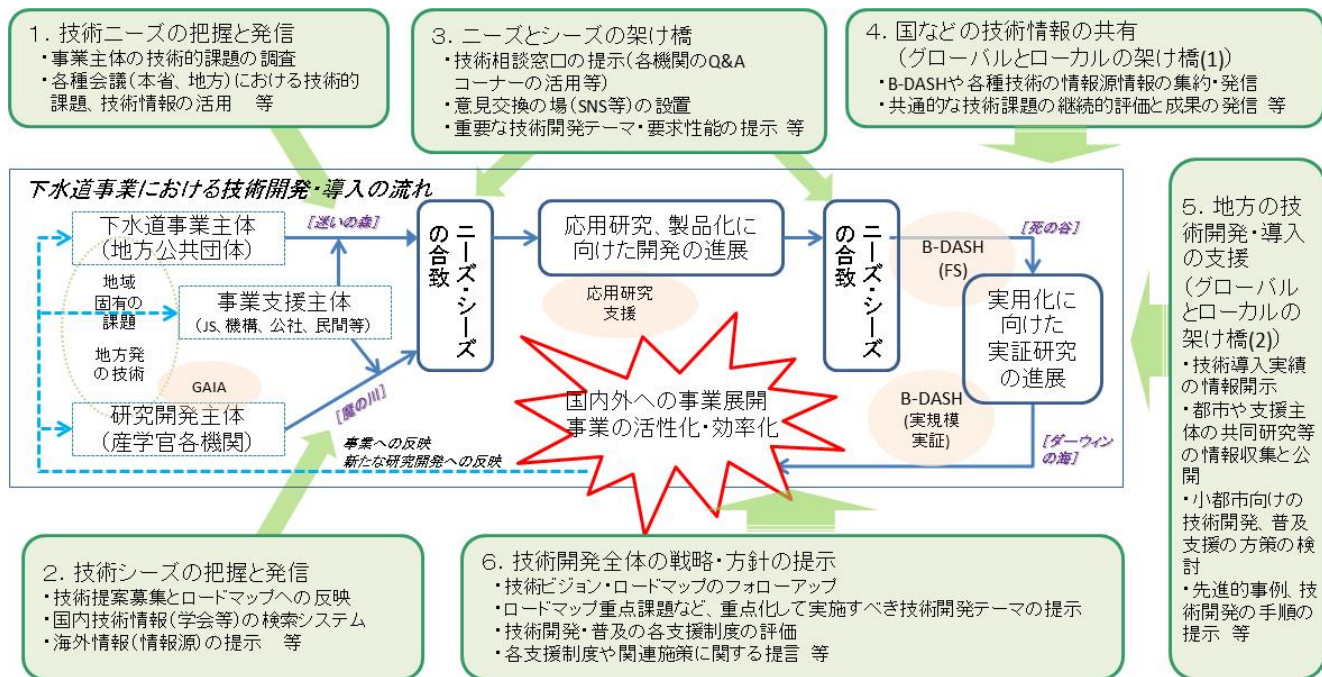 1. 技術ニーズの把握と発信
・事業主体の技術的課題の調査
・各種会議(本省、地方)における技術的
課題、技術情報の活用 等
3. ニーズとシーズの架け橋
・技術相談窓口の提示(各機関のQ&A
コーナーの活用等)
・意見交換の場(SNS等)の設置
・重要な技術開発テーマ・要求性能の提示 等
4. 国などの技術情報の共有
(グローバルとローカルの架け橋(1))
・B-DASHや各種技術の情報源情報の集約・発信
・共通的な技術課題の継続的評価と成果の発信 等
下水道事業における技術開発・導入の流れ
下水道事業主体
(地方公共団体)
[迷いの森]
地域
固有の
課題
地方発
の技術
事業支援主体
(JS、機構、公社、民間等)
GAIA
研究開発主体
(産学官各機関)
[魔の川]
ニーズ・シーズ
の合致
応用研究、製品化に
向けた開発の進展
応用研究
支援
ニーズ・シーズ
の合致
B-DASH
(FS)
[死の谷]
実用化に
向けた
実証研究
の進展
B-DASH
(実規模
実証)
[ダーウィン
の海]
国内外への事業展開
事業の活性化・効率化
事業への反映
新たな研究開発への反映
5. 地方の技
術開発・導入
の支援
(グローバル
とローカルの
架け橋(2))
・技術導入実績
の情報開示
・都市や支援主
体の共同研究等
の情報収集と公
開
・小都市向けの
技術開発、普及
支援の方策の検
討
・先進的事例、技
術開発の手順の
提示 等
2. 技術シーズの把握と発信
・技術提案募集とロードマップへの反映
・国内技術情報(学会等)の検索システム
・海外情報(情報源)の提示 等
6. 技術開発全体の戦略・方針の提示
・技術ビジョン・ロードマップのフォローアップ
・ロードマップ重点課題など、重点化して実施すべき技術開発テーマの提示
・技術開発・普及の各支援制度の評価
・各支援制度や関連施策に関する提言 等